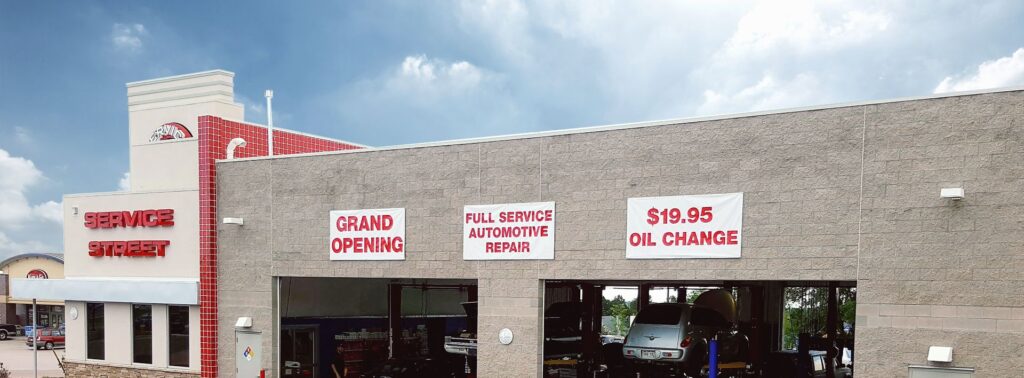 SERVICE
STREET
GRAND
OPENING
FULL SERVICE
AUTOMOTIVE
REPAIR
$19.95
OIL CHANGE